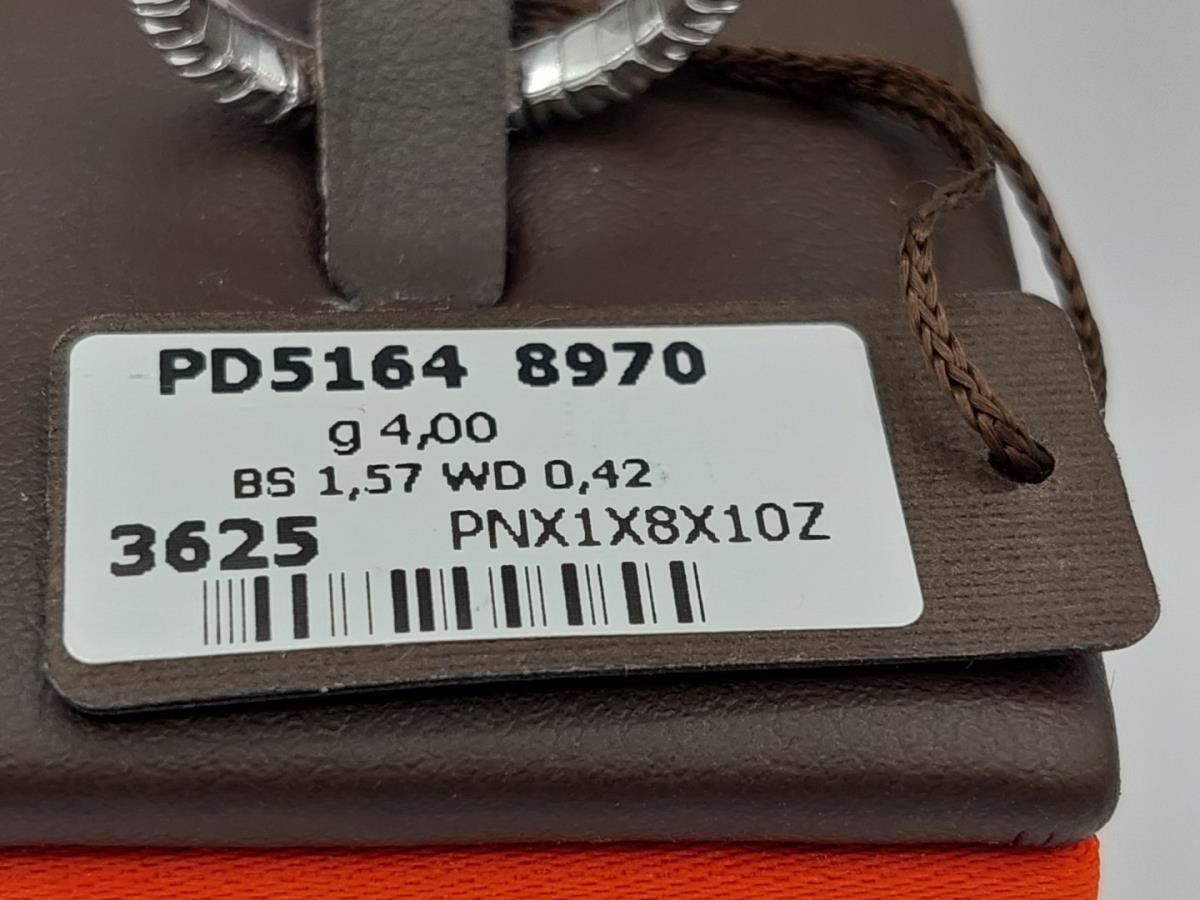 PD5164 8970
g 4,00
BS 1,57 WD 0,42
3625 PNX1X8X10Z